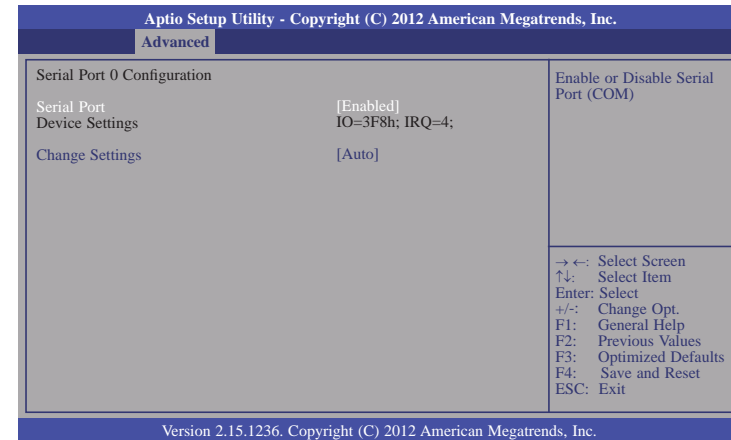 Aptio Setup Utility - Copyright (C) 2012 American Megatrends, Inc.
Advanced
Serial Port 0 Configuration
Serial Port [Enabled]
Device Settings IO=3F8h; IRQ=4;
Change Settings [Auto]
Enable or Disable Serial
Port (COM)
→←: Select Screen
↑↓: Select Item
Enter: Select
+/-: Change Opt.
F1: General Help
F2: Previous Values
F3: Optimized Defaults
F4: Save and Reset
ESC: Exit
Version 2.15.1236. Copyright (C) 2012 American Megatrends, Inc.